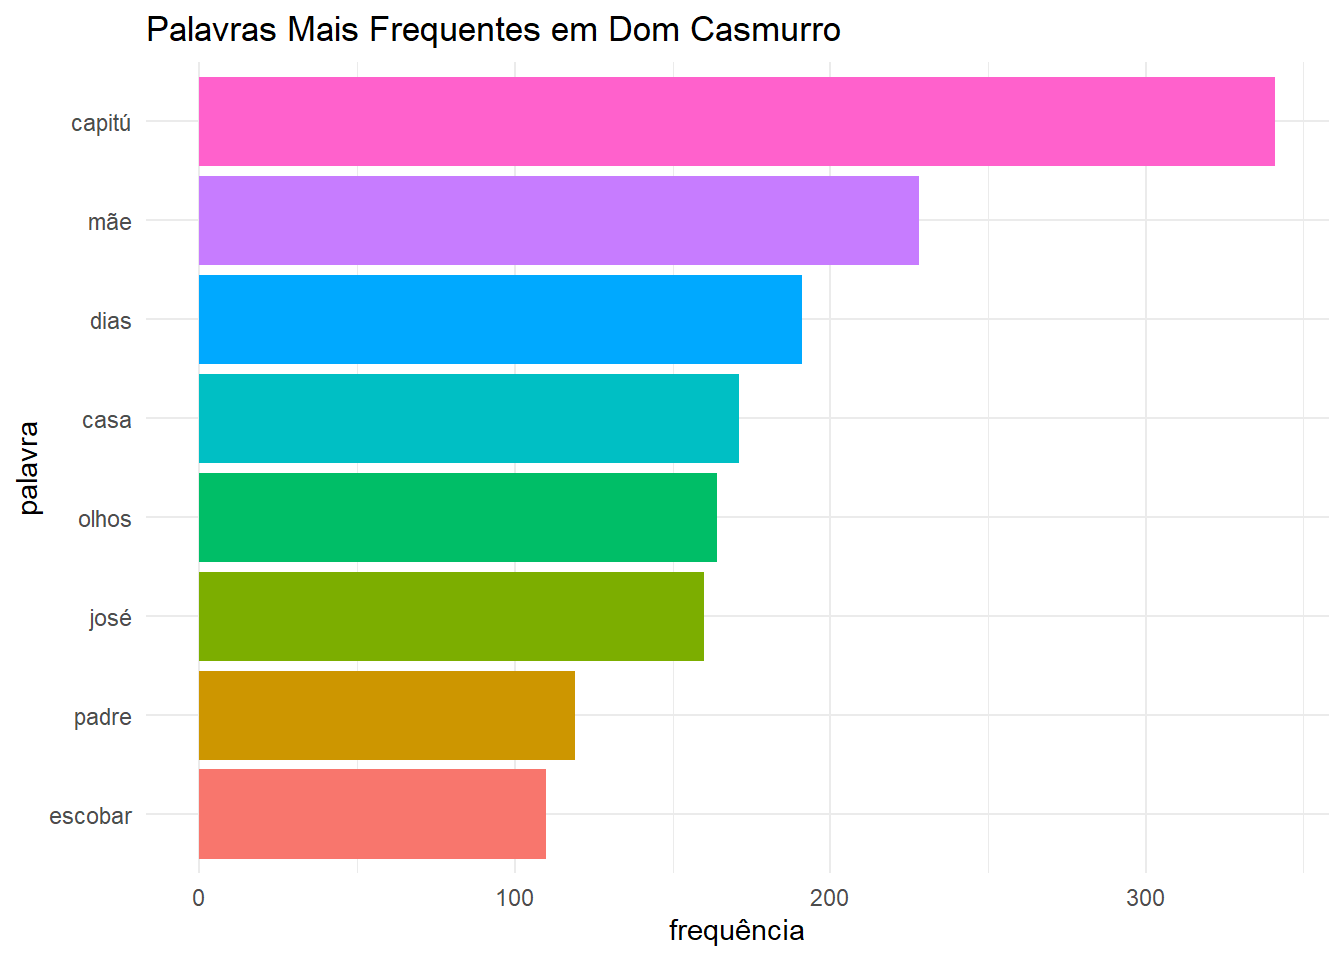 Palavras Mais Frequentes em Dom Casmurro
capitú
mãe
dias
casa
olhos
josé
padre
escobar
palavra
0 100 200 300
frequência